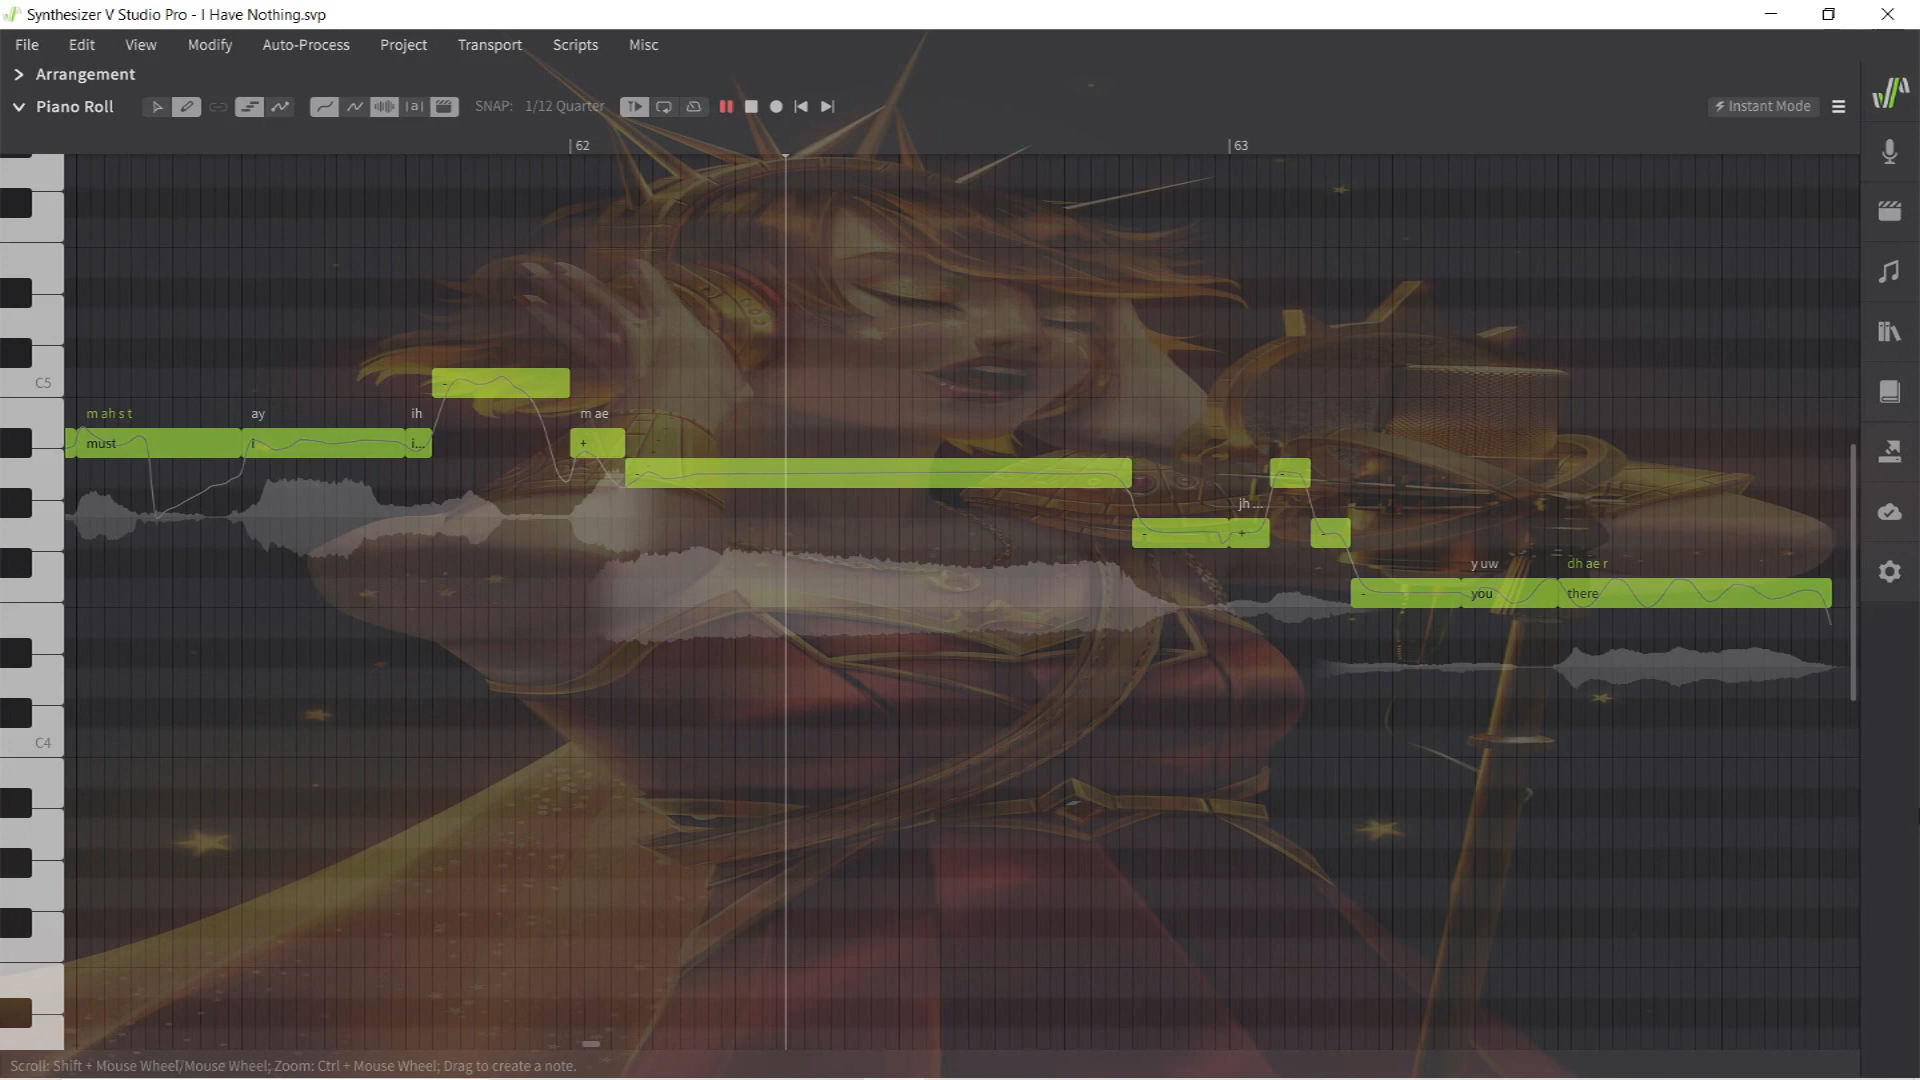 Synthesizer V Studio Pro - I Have Nothing.svp
File Edit View Modify Auto-Process Project Transport Scripts Misc
Arrangement
Piano Roll [a] SNAP: 1/12 Quarter Instant Mode
62 63
C5
m ah s t ay ih m ae
must i i... +
-
-
- -
jh ...
- + -
y uw dh ae r
- you there
C4
Scroll: Shift + Mouse Wheel/Mouse Wheel; Zoom: Ctrl + Mouse Wheel; Drag to create a note.